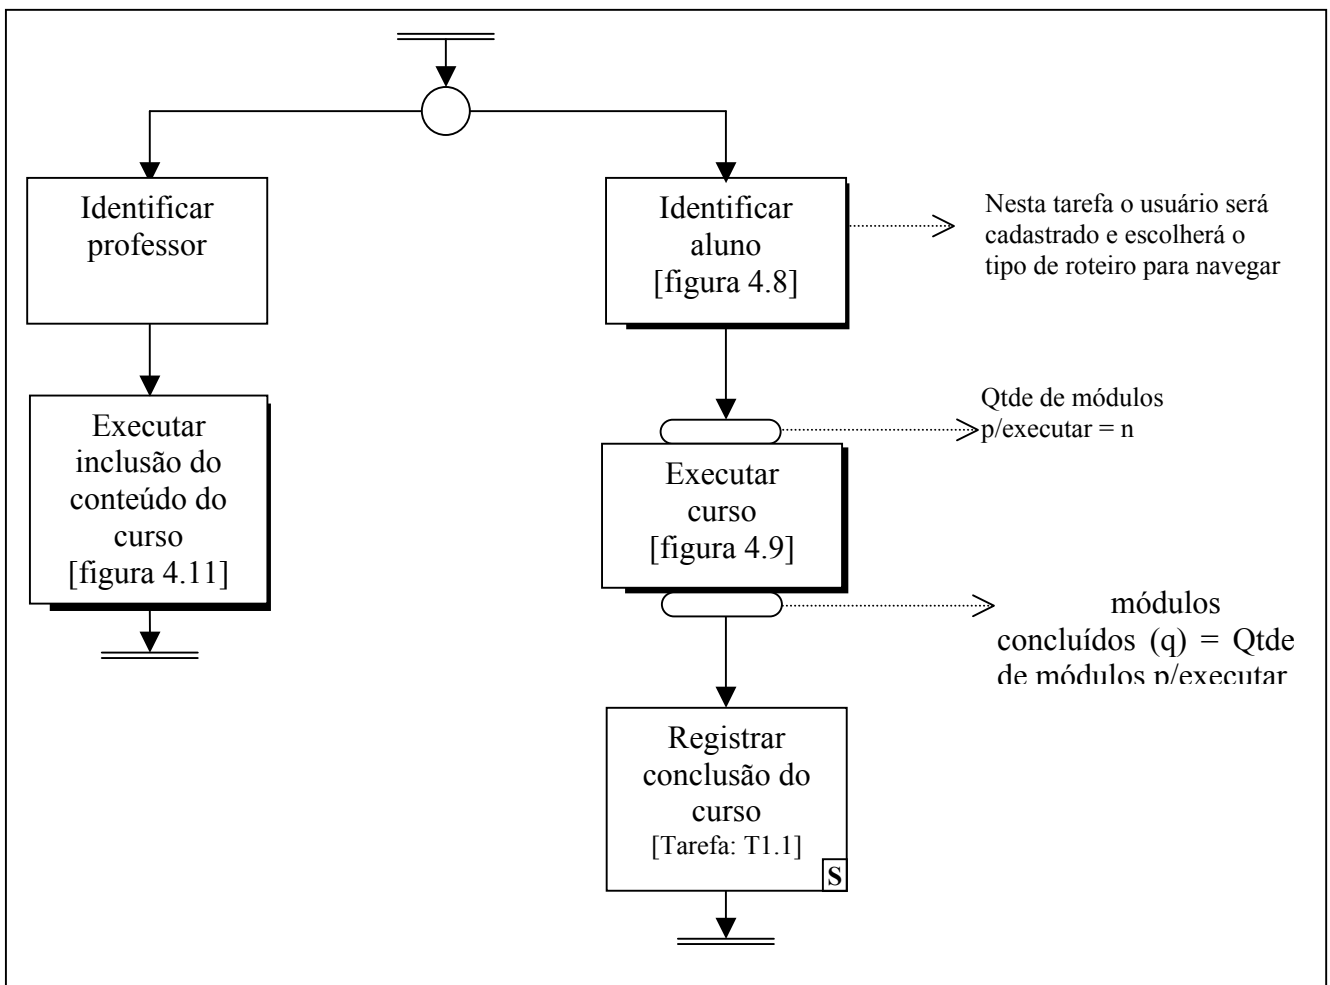 Identificar
professor
Identificar
aluno
[figura 4.8]
Nesta tarefa o usuário será
cadastrado e escolherá o
tipo de roteiro para navegar
Executar
inclusão do
conteúdo do
curso
[figura 4.11]
Qtde de módulos
p/executar = n
Executar
curso
[figura 4.9]
módulos
concluídos (q) = Qtde
de módulos p/executar
Registrar
conclusão do
curso
[Tarefa: T1.1]
S